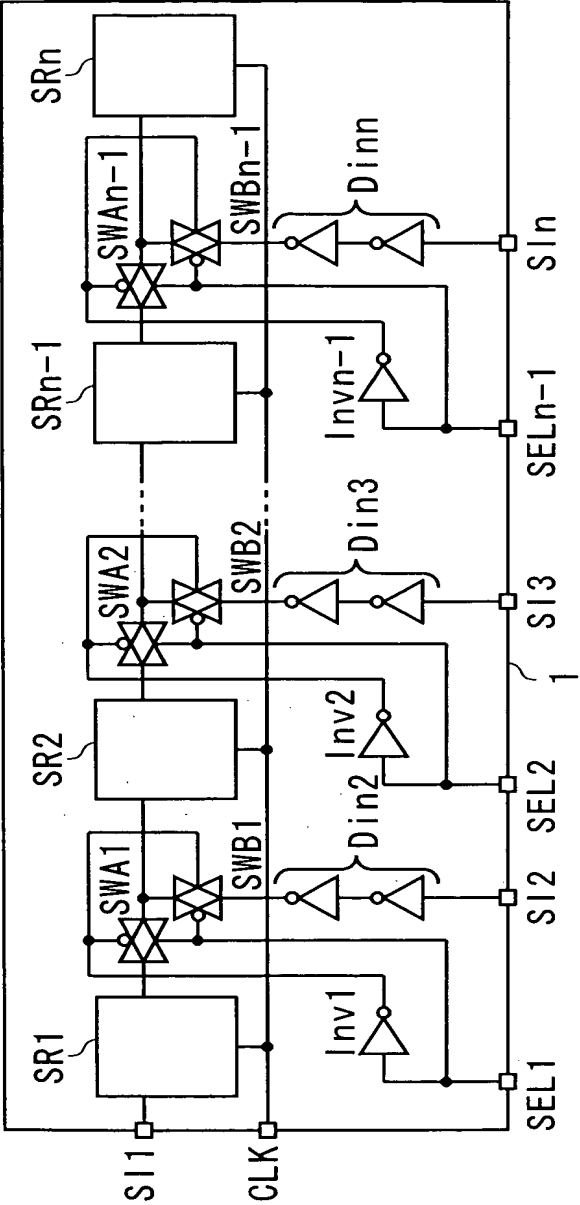 SR1
SR2
SRn-1
SRn
SWA1
SWA2
SWAn-1
SI1
SWB1
SWB2
SWBn-1
CLK
Inv1
Din2
Inv2
Din3
Invn-1
Dinn
SEL1
SI2
SEL2
SI3
SELn-1
SIn
1